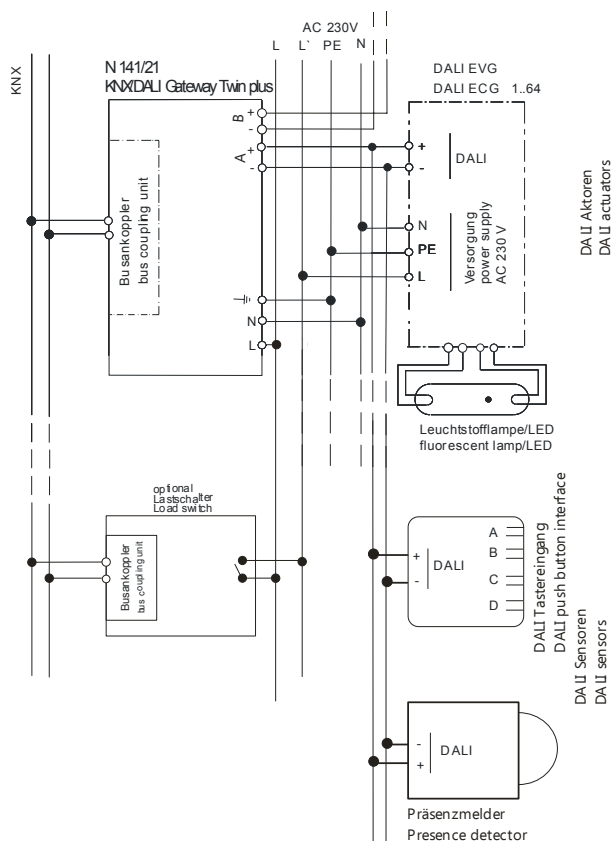 AC 230V
L L` PE N
KNX
N 141/21
KNX/DALI Gateway Twin plus
DALI EVG
DALI ECG 1..64
B
+
-
A
+
-
+
-
DALI
Busankoppler
bus coupling unit
N
PE
L
Versorgung
power supply
AC 230 V
DALI Aktoren
DALI actuators
N
L
Leuchtstofflampe/LED
fluorescent lamp/LED
optional
Lastschalter
Load switch
Busankoppler
bus coupling unit
+
-
DALI
A
B
C
D
DALI Tastereingang
DALI push button interface
DALI Sensoren
DALI sensors
-
+
DALI
Präsenzmelder
Presence detector